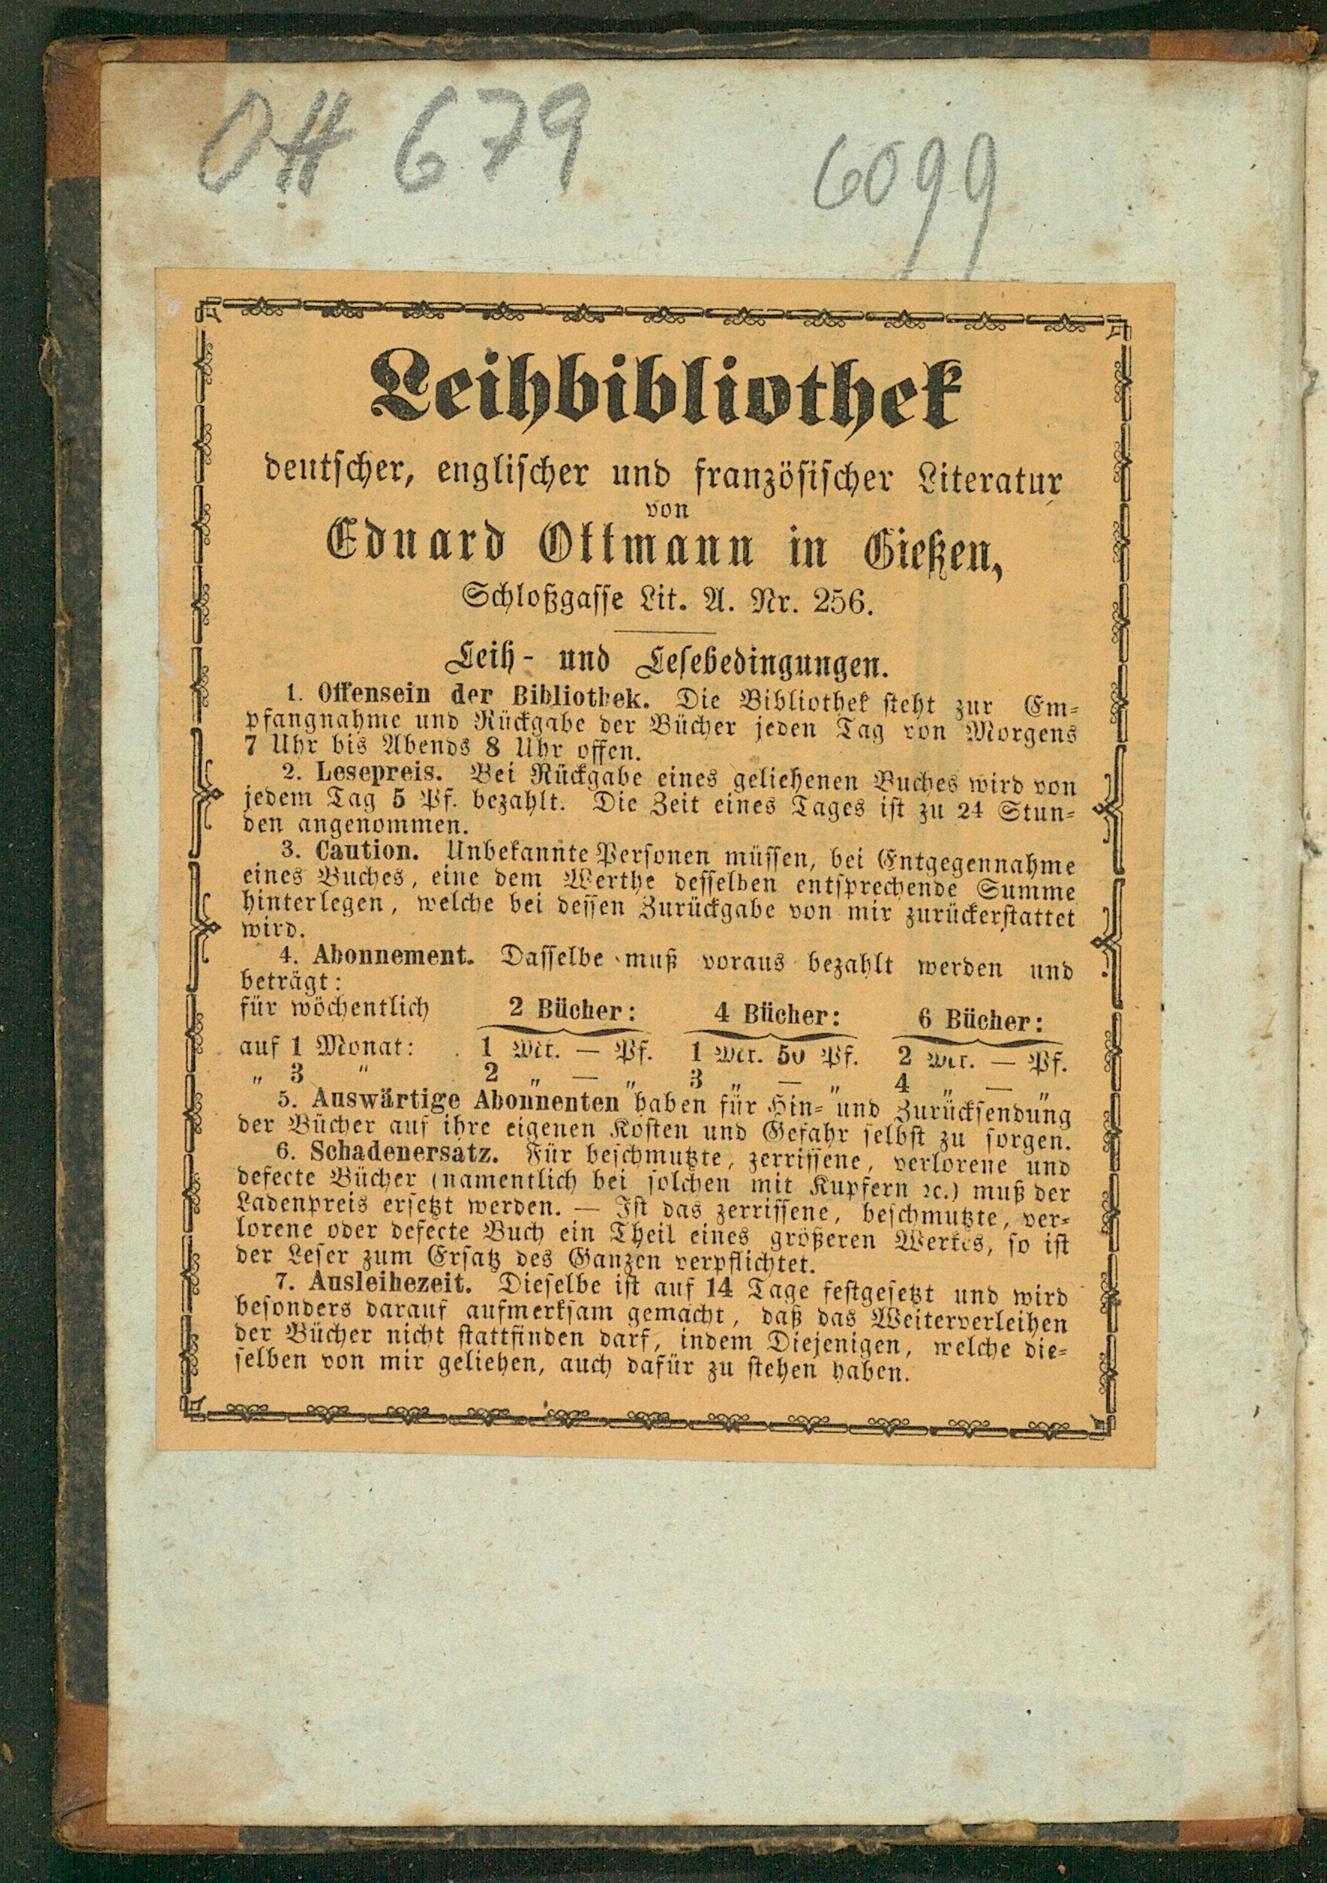 Ott 679
6099
Leihbibliothek
deutscher, englischer und französischer Literatur
von
Eduard Ottmann in Gießen,
Schloßgasse Lit. A. Nr. 256.
Leih- und Lesebedingungen.
1. Offensein der Bibliothek. Die Bibliothek steht zur Em-
pfangnahme und Rückgabe der Bücher jeden Tag von Morgens
7 Uhr bis Abends 8 Uhr offen.
2. Lesepreis. Bei Rückgabe eines geliehenen Buches wird von
jedem Tag 5 Pf. bezahlt. Die Zeit eines Tages ist zu 24 Stun-
den angenommen.
3. Caution. Unbekannte Personen müssen, bei Entgegennahme
eines Buches, eine dem Werthe desselben entsprechende Summe
hinterlegen, welche bei dessen Zurückgabe von mir zurückerstattet
wird.
4. Abonnement. Dasselbe muß voraus bezahlt werden und
beträgt:
für wöchentlich 2 Bücher: 4 Bücher: 6 Bücher:
auf 1 Monat: 1 Mk. — Pf. 1 Mk. 50 Pf. 2 Mk. — Pf.
„ 3 „ 2 „ — „ 3 „ — „ 4 „ — „
5. Auswärtige Abonnenten haben für Hin- und Zurücksendung
der Bücher auf ihre eigenen Kosten und Gefahr selbst zu sorgen.
6. Schadenersatz. Für beschmutzte, zerrissene, verlorene und
defecte Bücher (namentlich bei solchen mit Kupfern ꝛc.) muß der
Ladenpreis ersetzt werden. — Ist das zerrissene, beschmutzte, ver-
lorene oder defecte Buch ein Theil eines größeren Werkes, so ist
der Leser zum Ersatz des Ganzen verpflichtet.
7. Ausleihezeit. Dieselbe ist auf 14 Tage festgesetzt und wird
besonders darauf aufmerksam gemacht, daß das Weiterverleihen
der Bücher nicht stattfinden darf, indem Diejenigen, welche die-
selben von mir geliehen, auch dafür zu stehen haben.